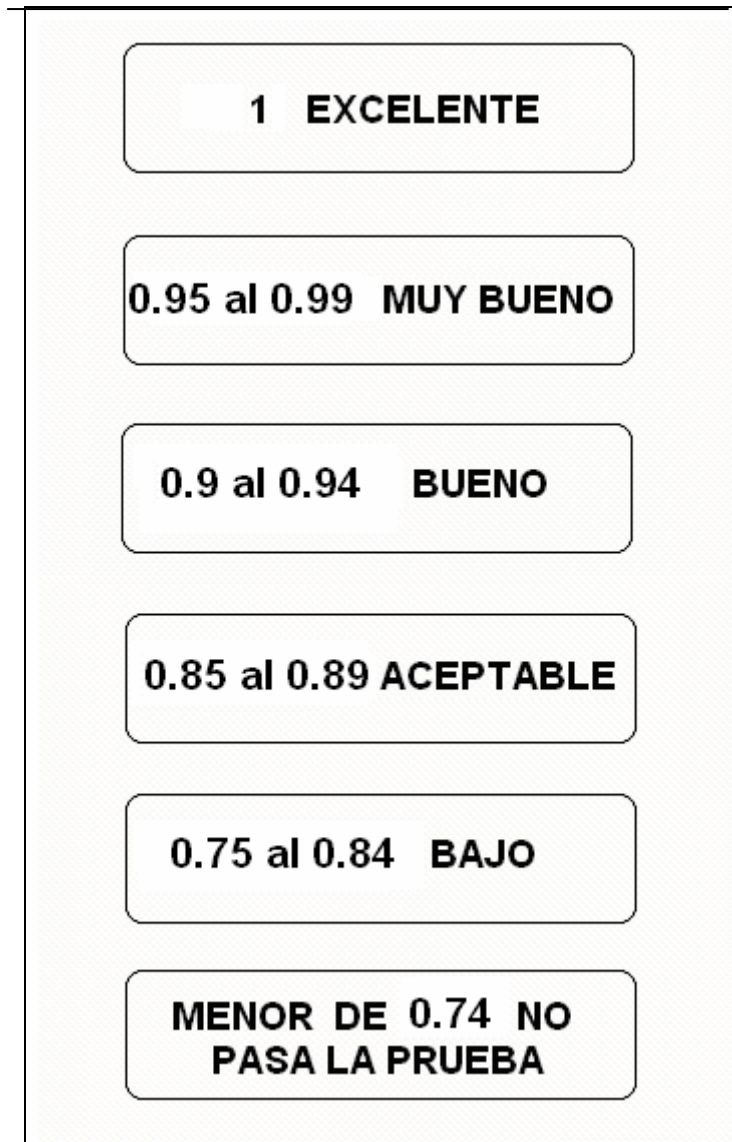 1 EXCELENTE
0.95 al 0.99 MUY BUENO
0.9 al 0.94 BUENO
0.85 al 0.89 ACEPTABLE
0.75 al 0.84 BAJO
MENOR DE 0.74 NO
PASA LA PRUEBA